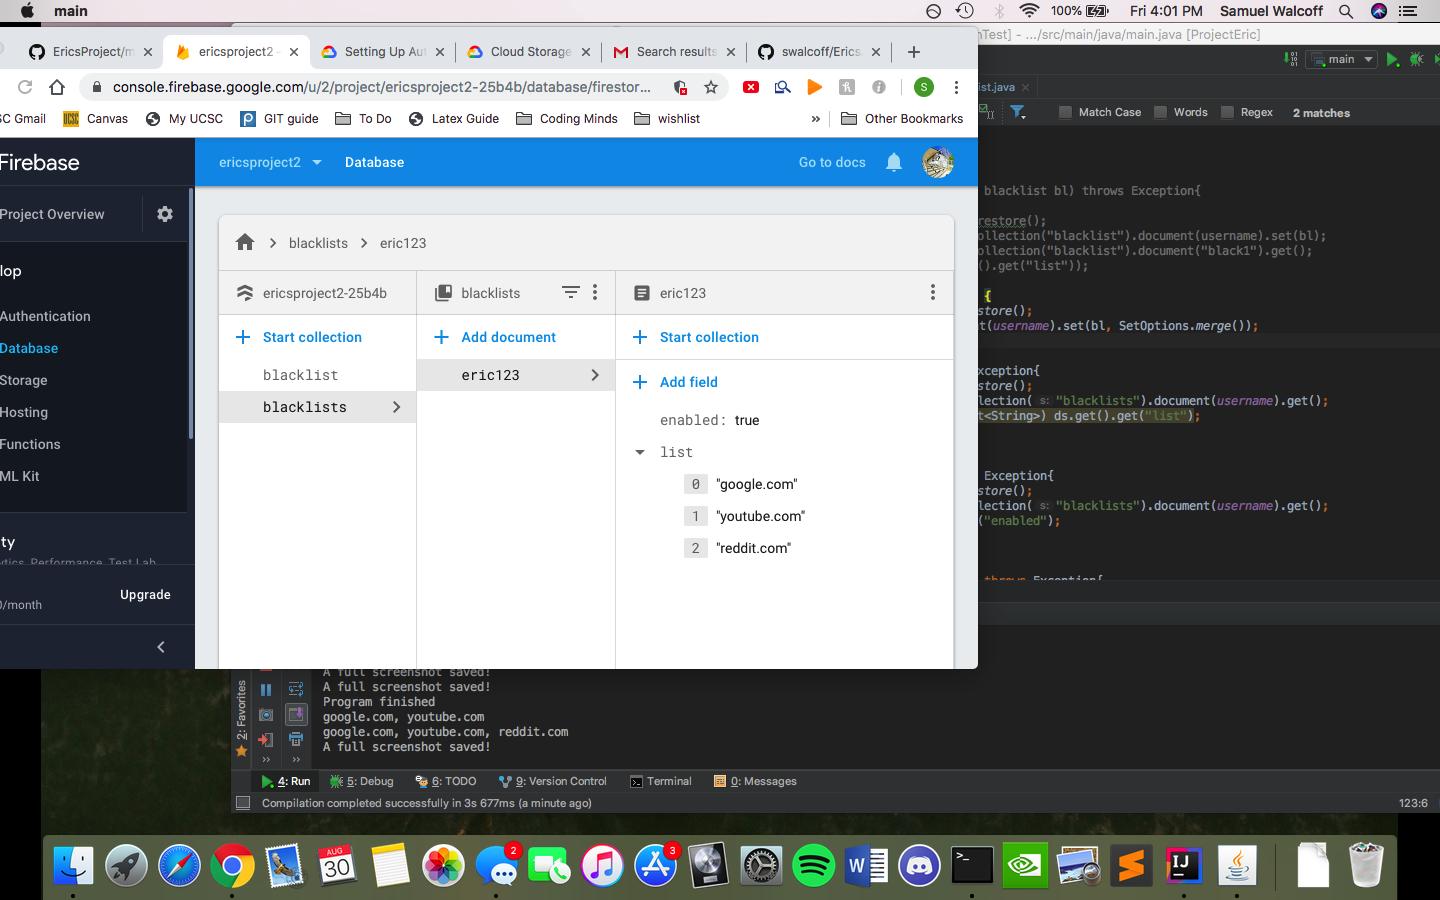 main
100%
Fri 4:01 PM
Samuel Walcoff
EricsProject/m
ericsproject2 -
Setting Up Aut
Cloud Storage
Search results
swalcoff/Erics
nTest] - .../src/main/java/main.java [ProjectEric]
console.firebase.google.com/u/2/project/ericsproject2-25b4b/database/firestor...
S
main
ist.java
SC Gmail
UCSC
Canvas
My UCSC
GIT guide
To Do
Latex Guide
Coding Minds
wishlist
»
Other Bookmarks
Match Case
Words
Regex
2 matches
Firebase
ericsproject2
Database
Go to docs
Project Overview
lop
Authentication
Database
Storage
Hosting
Functions
ML Kit
ty
ytics, Performance, Test Lab
0/month
Upgrade
blacklists
eric123
ericsproject2-25b4b
blacklists
eric123
Start collection
Add document
Start collection
blacklist
eric123
Add field
blacklists
enabled: true
list
0 "google.com"
1 "youtube.com"
2 "reddit.com"
blacklist bl) throws Exception{
restore();
ollection("blacklist").document(username).set(bl);
ollection("blacklist").document("black1").get();
().get("list"));
{
store();
t(username).set(bl, SetOptions.merge());
xception{
store();
lection( s: "blacklists").document(username).get();
t<String>) ds.get().get("list");
Exception{
store();
lection( s: "blacklists").document(username).get();
("enabled");
throws Exception{
A full screenshot saved!
A full screenshot saved!
Program finished
google.com, youtube.com
google.com, youtube.com, reddit.com
A full screenshot saved!
2: Favorites
4: Run
5: Debug
6: TODO
9: Version Control
Terminal
0: Messages
Compilation completed successfully in 3s 677ms (a minute ago)
123:6
AUG
30
2
3
W
IJ